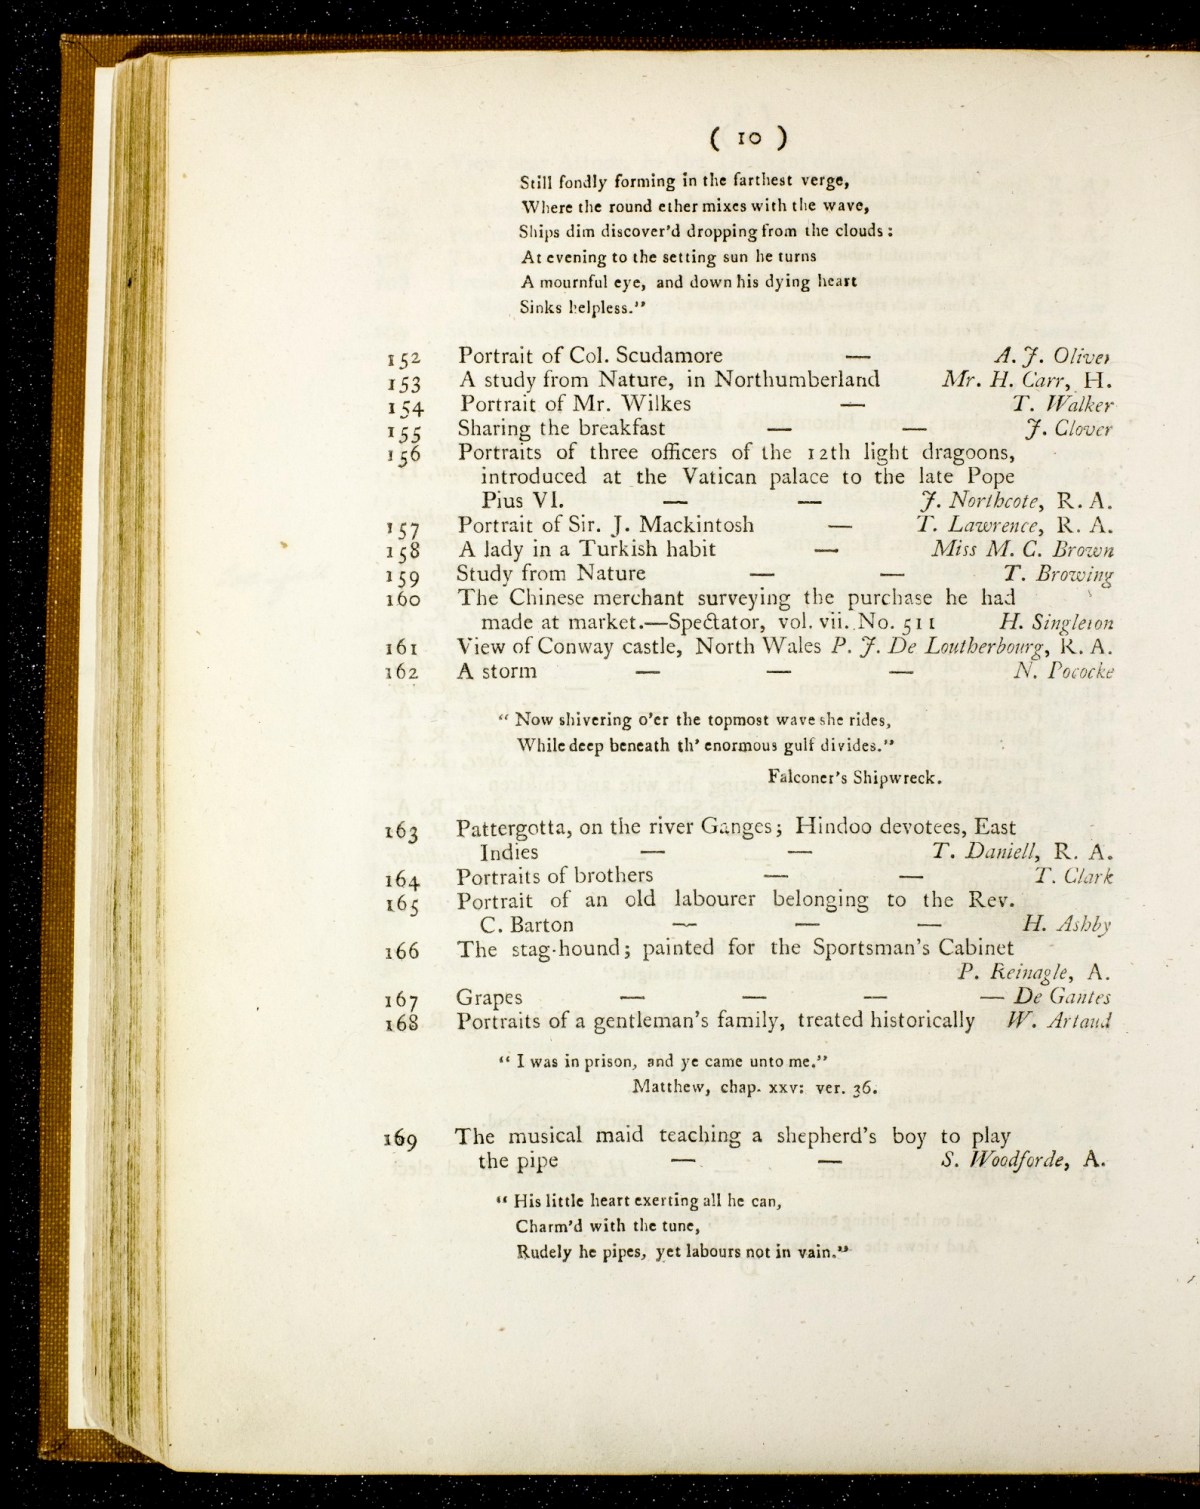 ( 10 )
Still fondly forming in the farthest verge,
Where the round ether mixes with the wave,
Ships dim discover'd dropping from the clouds:
At evening to the setting sun he turns
A mournful eye, and down his dying heart
Sinks helpless."
152 Portrait of Col. Scudamore — A. J. Oliver
153 A study from Nature, in Northumberland Mr. H. Carr, H.
154 Portrait of Mr. Wilkes — T. Walker
155 Sharing the breakfast — — J. Clover
156 Portraits of three officers of the 12th light dragoons,
introduced at the Vatican palace to the late Pope
Pius VI. — — J. Northcote, R. A.
157 Portrait of Sir. J. Mackintosh — T. Lawrence, R. A.
158 A lady in a Turkish habit — Miss M. C. Brown
159 Study from Nature — — T. Browing
160 The Chinese merchant surveying the purchase he had
made at market.—Spectator, vol. vii. No. 511 H. Singleton
161 View of Conway castle, North Wales P. J. De Loutherbourg, R. A.
162 A storm — — — N. Pococke
" Now shivering o'er the topmost wave she rides,
While deep beneath th' enormous gulf divides."
Falconer's Shipwreck.
163 Pattergotta, on the river Ganges; Hindoo devotees, East
Indies — — T. Daniell, R. A.
164 Portraits of brothers — — T. Clark
165 Portrait of an old labourer belonging to the Rev.
C. Barton — — — H. Ashby
166 The stag-hound; painted for the Sportsman's Cabinet
P. Reinagle, A.
167 Grapes — — — — De Gantes
168 Portraits of a gentleman's family, treated historically W. Artaud
" I was in prison, and ye came unto me."
Matthew, chap. xxv: ver. 36.
169 The musical maid teaching a shepherd's boy to play
the pipe — — S. Woodforde, A.
" His little heart exerting all he can,
Charm'd with the tune,
Rudely he pipes, yet labours not in vain."